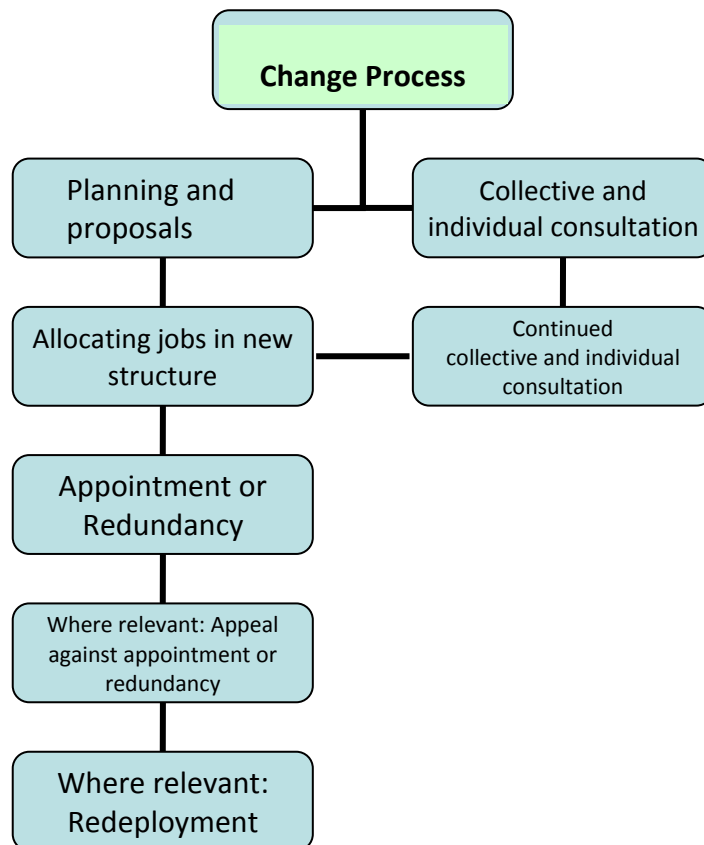 Change Process
Planning and
proposals
Collective and
individual consultation
Allocating jobs in new
structure
Continued
collective and individual
consultation
Appointment or
Redundancy
Where relevant: Appeal
against appointment or
redundancy
Where relevant:
Redeployment